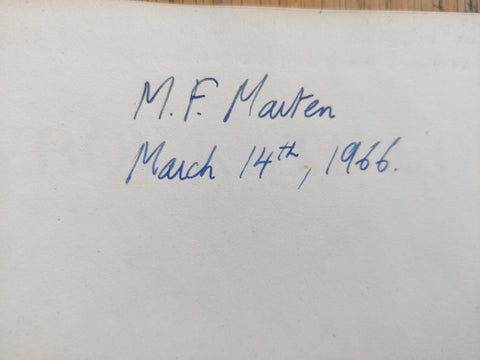 M. F. Marten
March 14th, 1966.